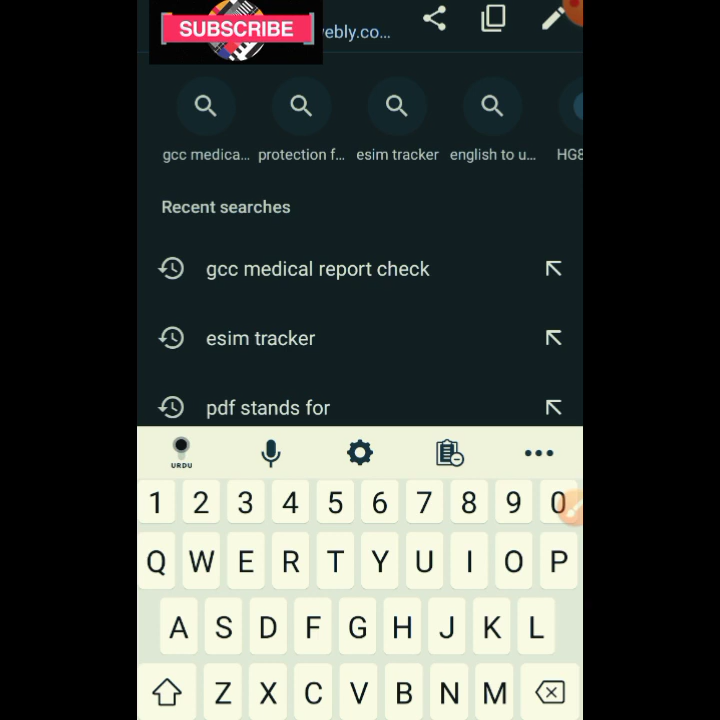 SUBSCRIBE
ebly.co...
gcc medica... protection f... esim tracker english to u... HG8
Recent searches
gcc medical report check
esim tracker
pdf stands for
URDU
1 2 3 4 5 6 7 8 9 0
Q W E R T Y U I O P
A S D F G H J K L
Z X C V B N M